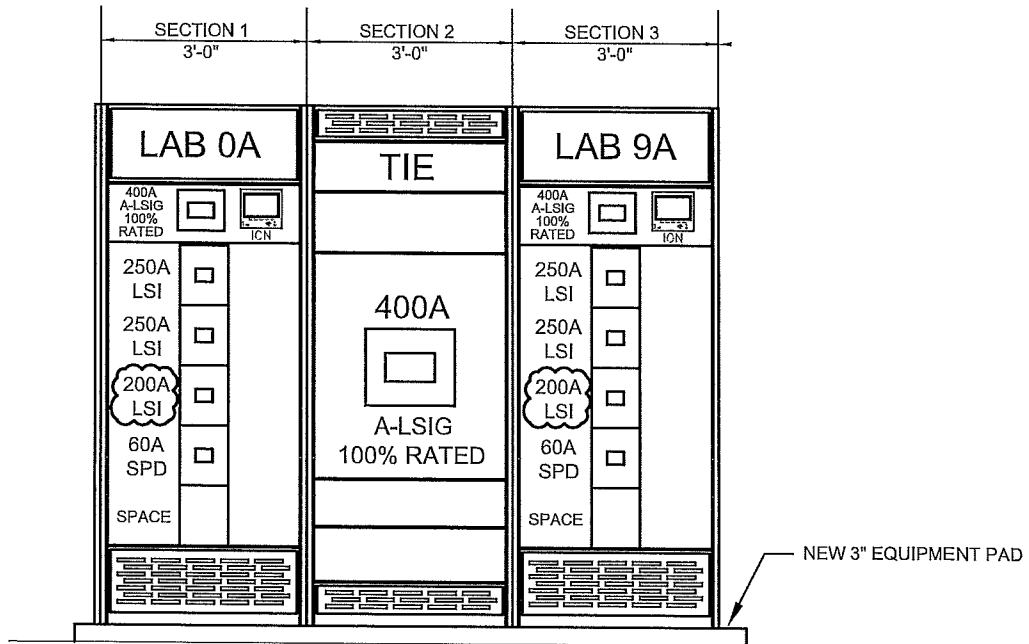 SECTION 1
3'-0"
SECTION 2
3'-0"
SECTION 3
3'-0"
LAB 0A
400A
A-LSIG
100%
RATED
ION
250A
LSI
250A
LSI
200A
LSI
60A
SPD
SPACE
TIE
400A
A-LSIG
100% RATED
LAB 9A
400A
A-LSIG
100%
RATED
ION
250A
LSI
250A
LSI
200A
LSI
60A
SPD
SPACE
NEW 3" EQUIPMENT PAD